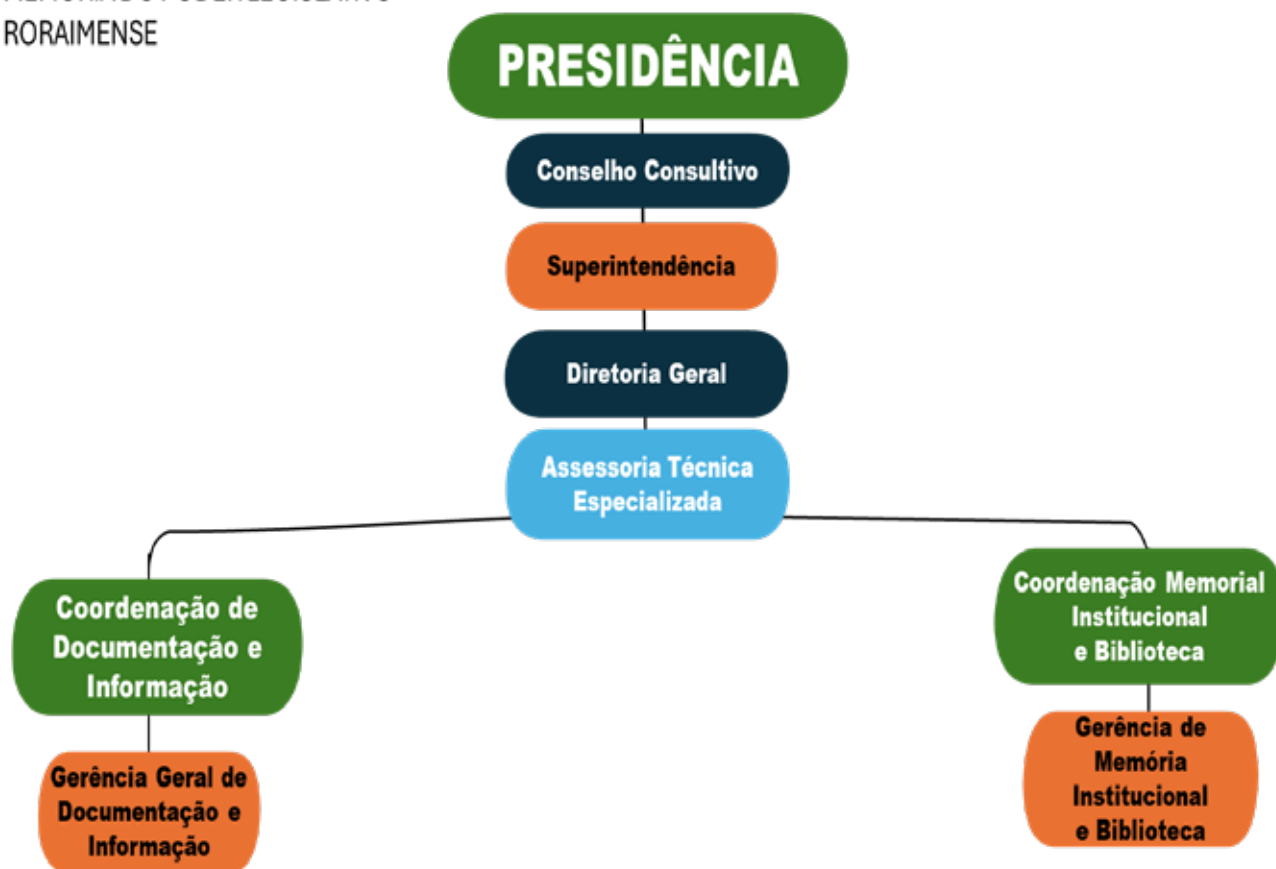 RORAIMENSE
PRESIDÊNCIA
Conselho Consultivo
Superintendência
Diretoria Geral
Assessoria Técnica
Especializada
Coordenação de
Documentação e
Informação
Gerência Geral de
Documentação e
Informação
Coordenação Memorial
Institucional
e Biblioteca
Gerência de
Memória
Institucional
e Biblioteca